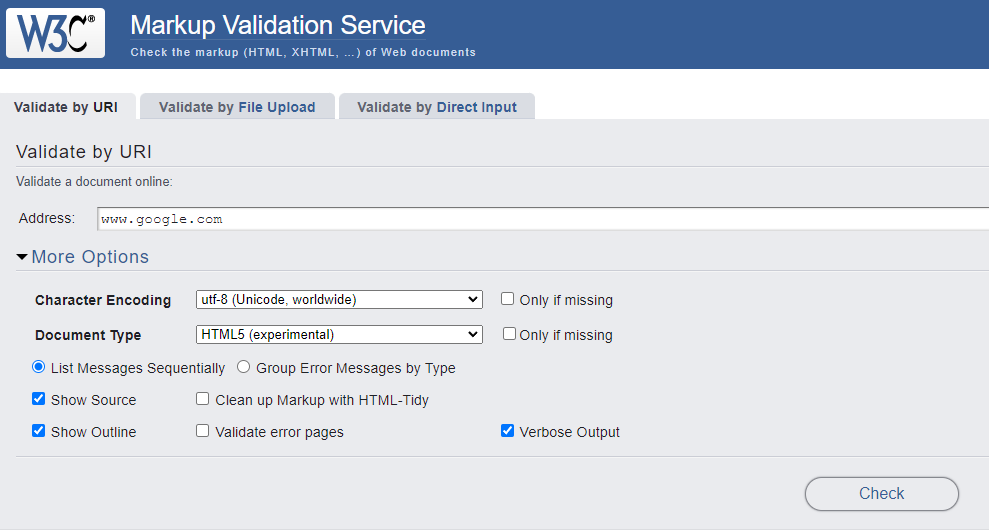 W3C® Markup Validation Service
Check the markup (HTML, XHTML, …) of Web documents
Validate by URI Validate by File Upload Validate by Direct Input
Validate by URI
Validate a document online:
Address: www.google.com
More Options
Character Encoding utf-8 (Unicode, worldwide) Only if missing
Document Type HTML5 (experimental) Only if missing
List Messages Sequentially Group Error Messages by Type
Show Source Clean up Markup with HTML-Tidy
Show Outline Validate error pages Verbose Output
Check